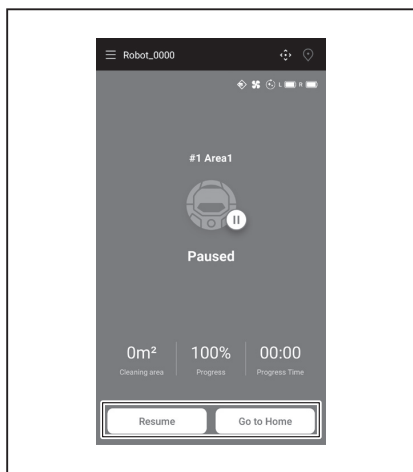 Robot_0000
L R
#1 Area1
Paused
0m² 100% 00:00
Cleaning area Progress Progress Time
Resume Go to Home